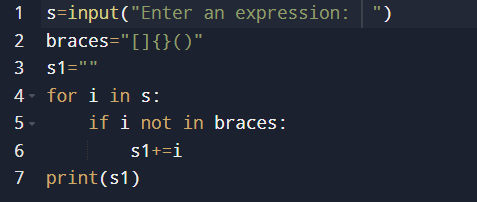 1 s=input("Enter an expression:  ")
2 braces="[]{}()"
3 s1=""
4 for i in s:
5     if i not in braces:
6         s1+=i
7 print(s1)